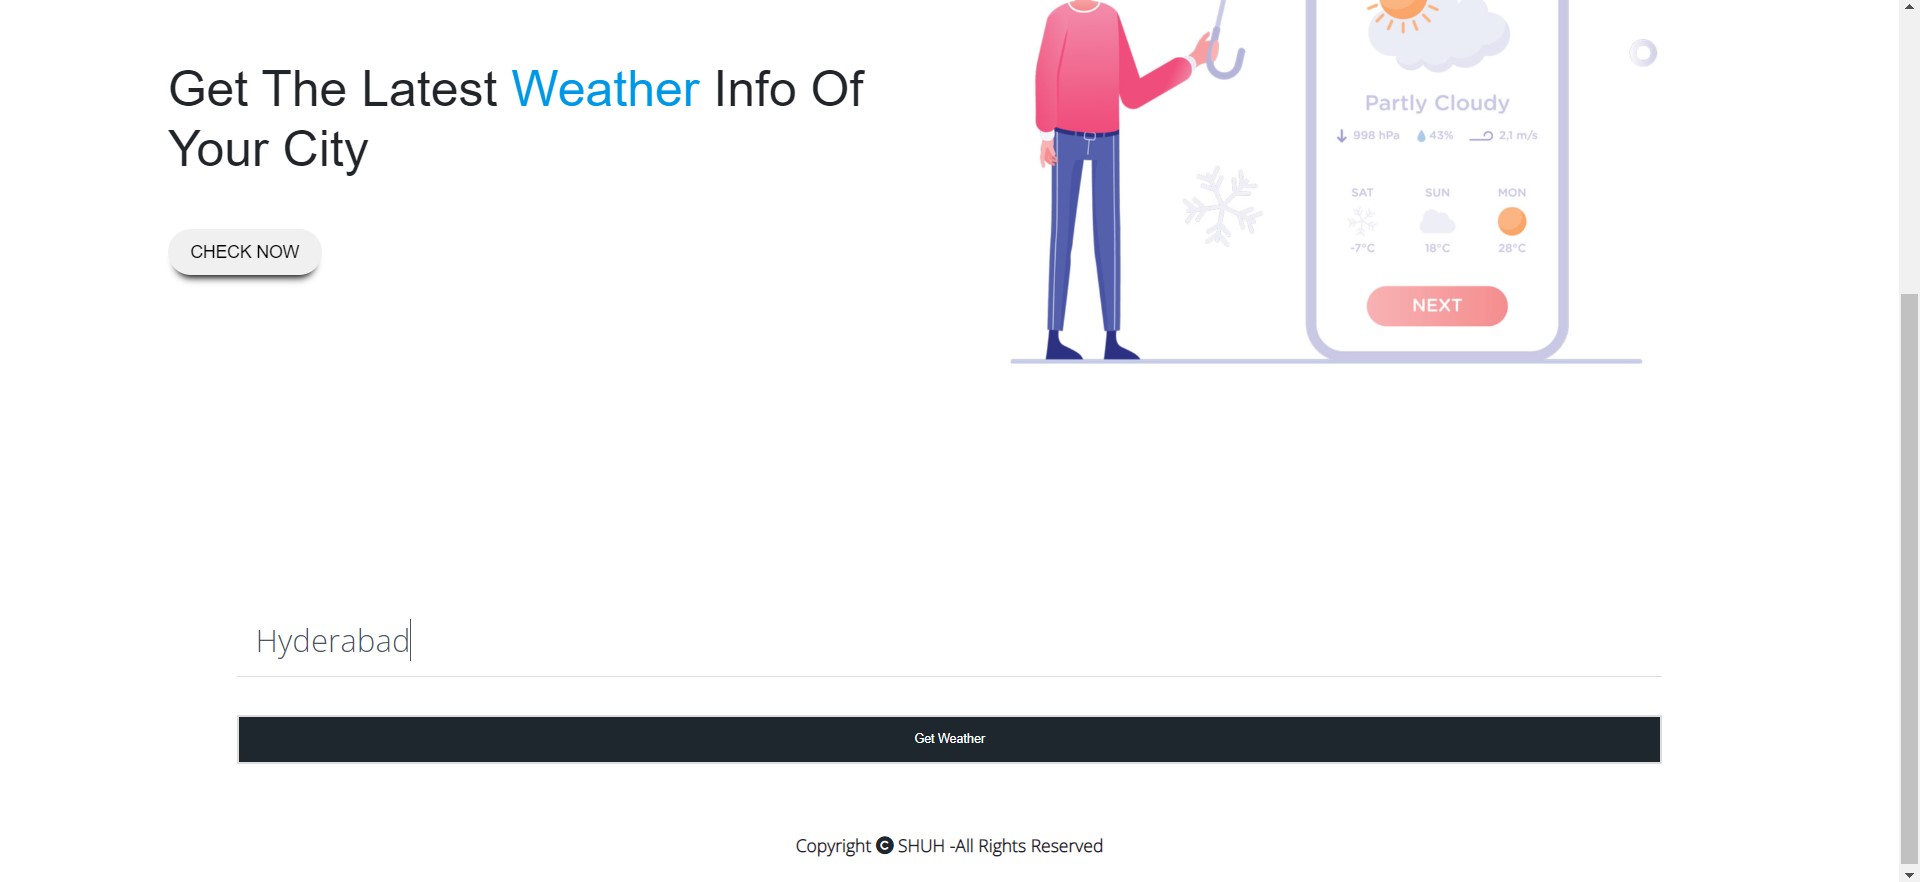 Get The Latest Weather Info Of
Your City
CHECK NOW
Partly Cloudy
998 hPa 43% 2,1 m/s
SAT SUN MON
-7°C 18°C 28°C
NEXT
Hyderabad
Get Weather
Copyright © SHUH -All Rights Reserved